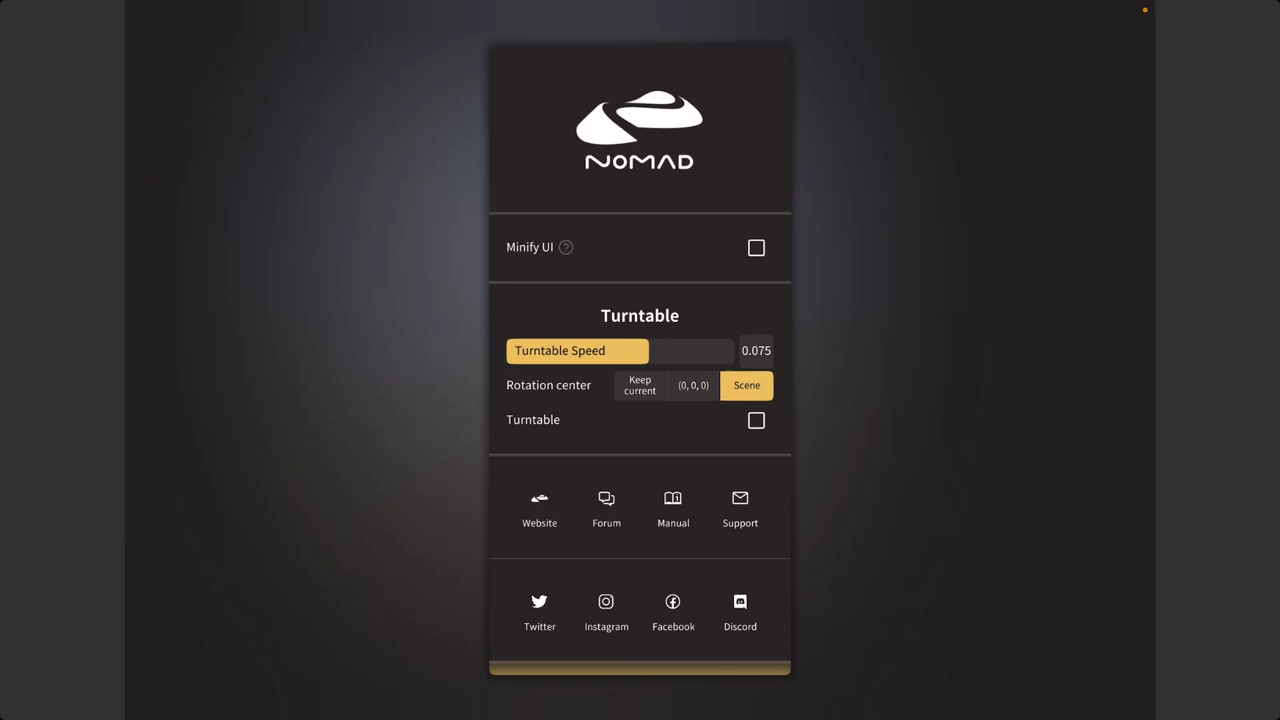 NOMAD
Minify UI ?
Turntable
Turntable Speed 0.075
Rotation center Keep current (0, 0, 0) Scene
Turntable
Website Forum Manual Support
Twitter Instagram Facebook Discord